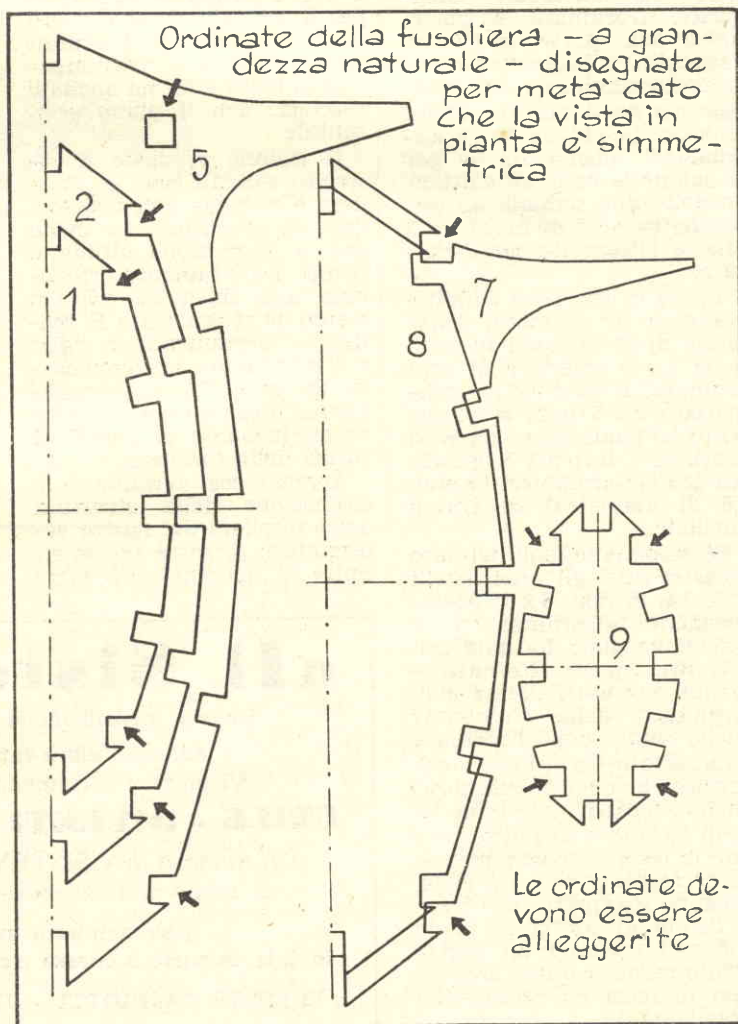 Ordinate della fusoliera – a gran-
dezza naturale – disegnate
per metà dato
che la vista in
pianta è simme-
trica
5
2
1
7
8
9
Le ordinate de-
vono essere
alleggerite